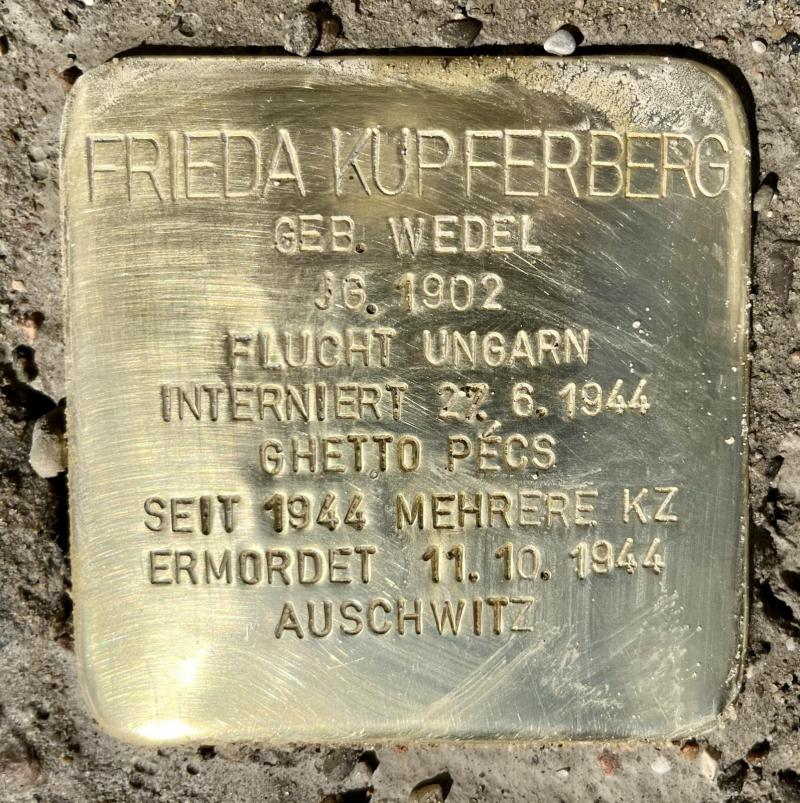 FRIEDA KUPFERBERG
GEB. WEDEL
JG. 1902
FLUCHT UNGARN
INTERNIERT 27. 6. 1944
GHETTO PÉCS
SEIT 1944 MEHRERE KZ
ERMORDET 11. 10. 1944
AUSCHWITZ